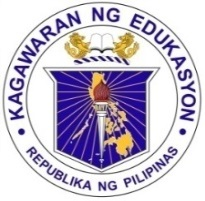 • KAGAWARAN NG EDUKASYON •
REPUBLIKA NG PILIPINAS